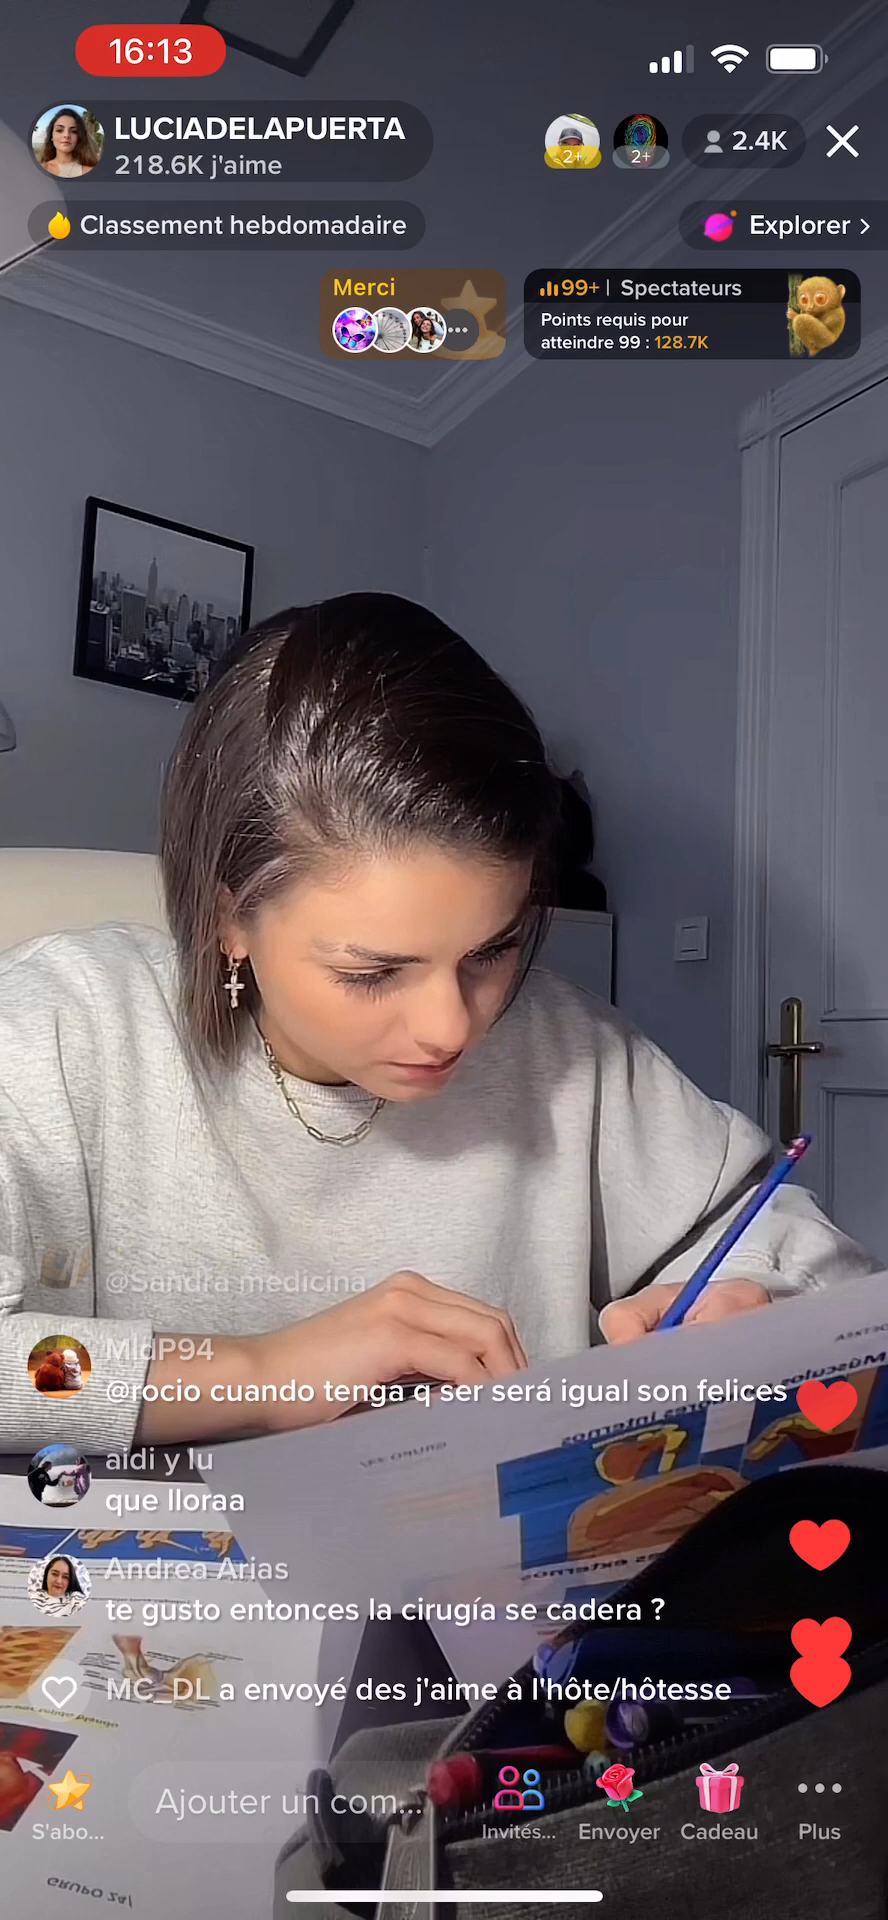 16:13
LUCIADELAPUERTA
218.6K j'aime
2+
2+
2.4K
Classement hebdomadaire
Explorer >
Merci
99+ | Spectateurs
Points requis pour
atteindre 99 : 128.7K
@Sandra medicina
MldP94
@rocio cuando tenga q ser será igual son felices
aidi y lu
que lloraa
Andrea Arias
te gusto entonces la cirugía se cadera ?
MC_DL a envoyé des j'aime à l'hôte/hôtesse
S'abo...
Ajouter un com...
Invités...
Envoyer
Cadeau
Plus
GRUPO 24/